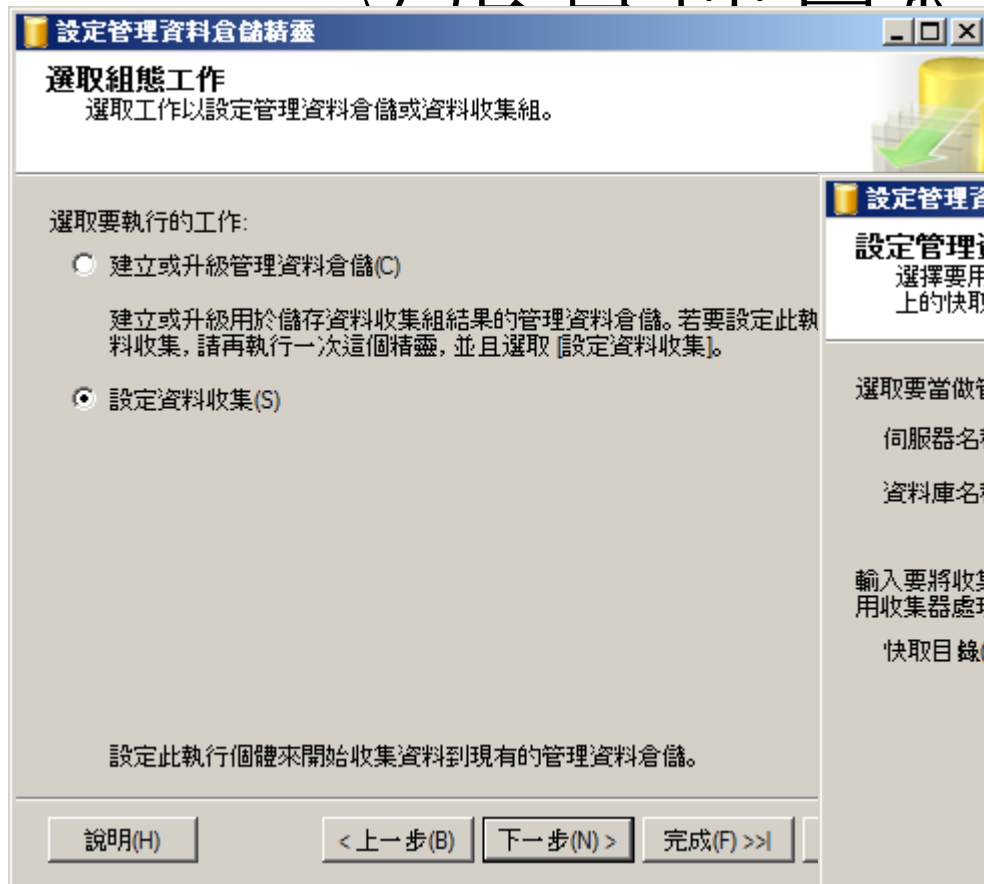 設定管理資料倉儲精靈
選取組態工作
選取工作以設定管理資料倉儲或資料收集組。
選取要執行的工作:
建立或升級管理資料倉儲(C)
建立或升級用於儲存資料收集組結果的管理資料倉儲。若要設定此執
料收集,請再執行一次這個精靈,並且選取 [設定資料收集]。
設定資料收集(S)
設定此執行個體來開始收集資料到現有的管理資料倉儲。
說明(H)
< 上一步(B)
下一步(N) >
完成(F) >>|
設定管理資
設定管理資
選擇要用
上的快取
選取要當做管
伺服器名稱
資料庫名稱
輸入要將收集
用收集器處理
快取目錄(